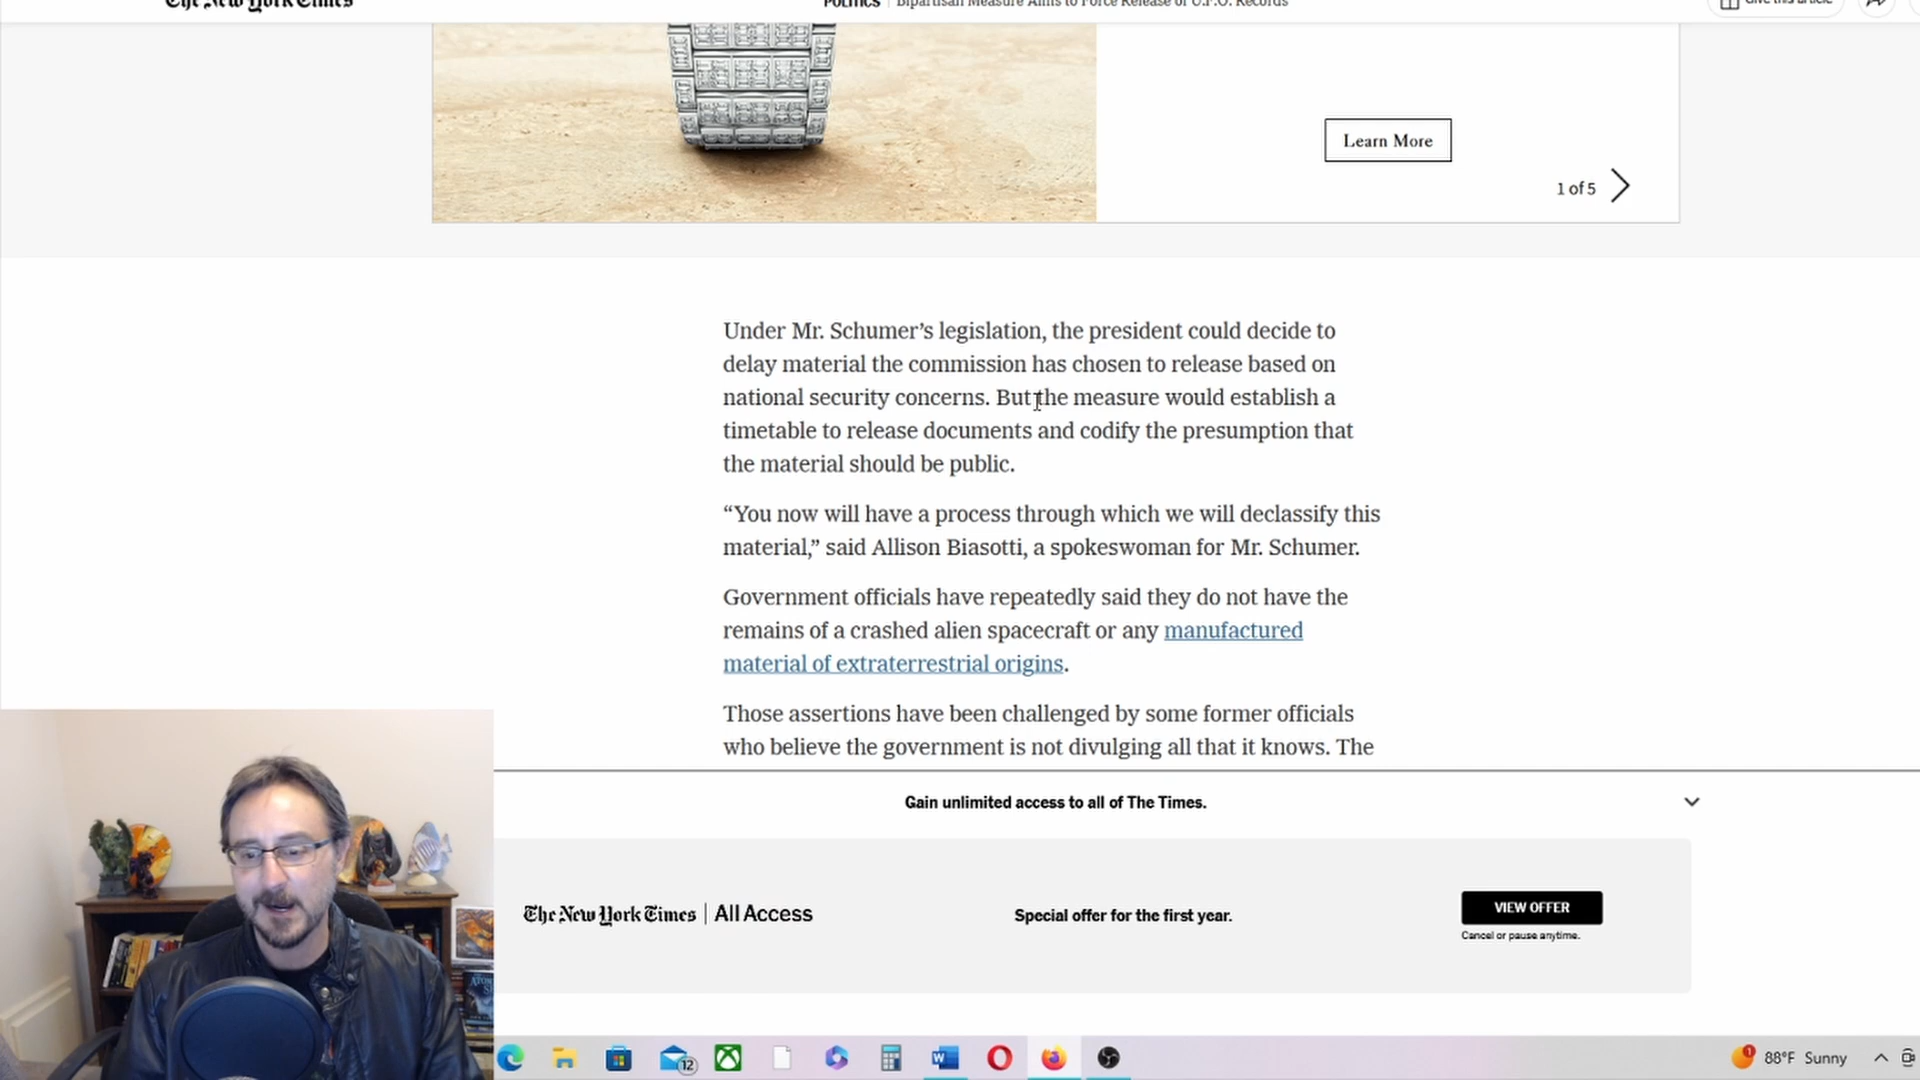 The New York Times
POLITICS | Bipartisan Measure Aims to Force Release of U.F.O. Records
Give this article
Learn More
1 of 5
Under Mr. Schumer’s legislation, the president could decide to
delay material the commission has chosen to release based on
national security concerns. But the measure would establish a
timetable to release documents and codify the presumption that
the material should be public.
“You now will have a process through which we will declassify this
material,” said Allison Biasotti, a spokeswoman for Mr. Schumer.
Government officials have repeatedly said they do not have the
remains of a crashed alien spacecraft or any manufactured
material of extraterrestrial origins.
Those assertions have been challenged by some former officials
who believe the government is not divulging all that it knows. The
Gain unlimited access to all of The Times.
The New York Times | All Access
Special offer for the first year.
VIEW OFFER
Cancel or pause anytime.
12
1
88°F Sunny